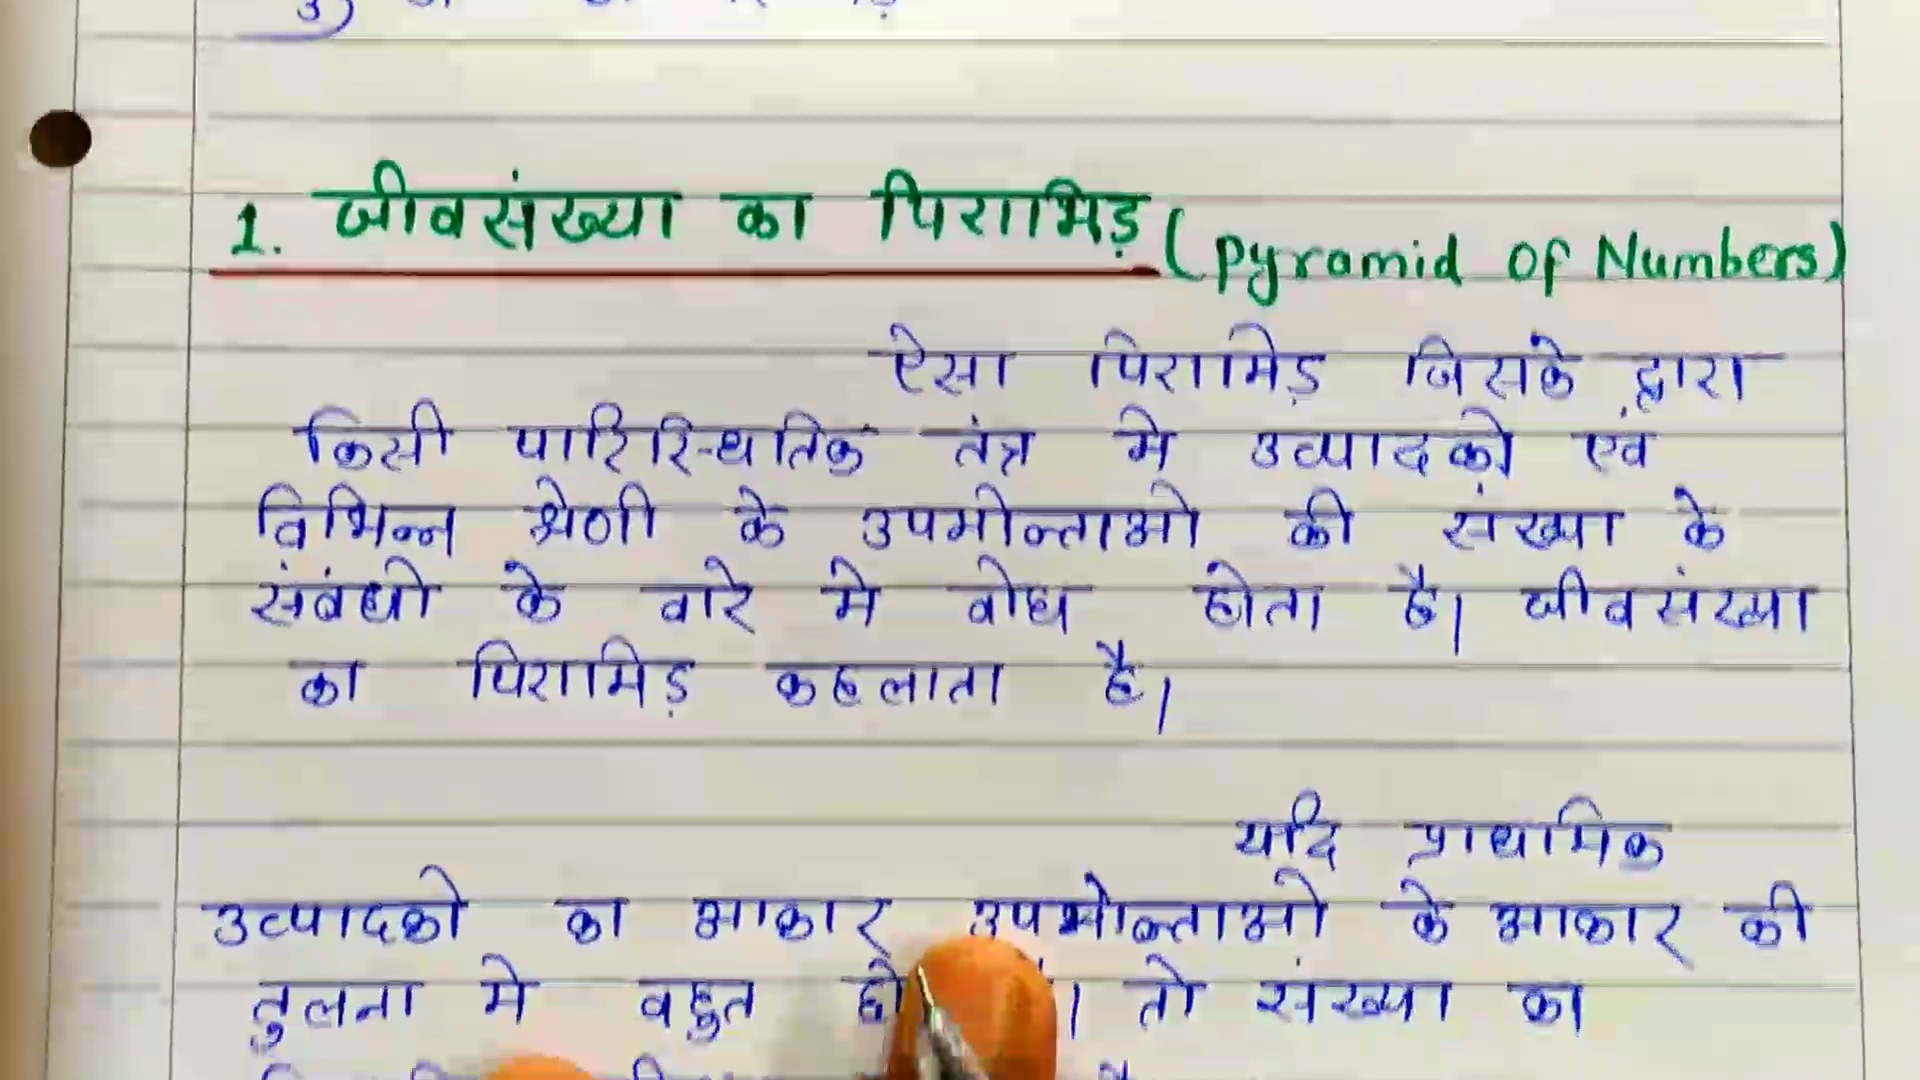 1. जीवसंख्या का पिरामिड़ (Pyramid of Numbers)
ऐसा पिरामिड़ जिसके द्वारा
किसी पारिस्थितिक तंत्र मे उत्पादको एवं
विभिन्न श्रेणी के उपभोक्ताओ की संख्या के
संबंधो के वारे मे वोध होता है। जीवसंख्या
का पिरामिड़ कहलाता है।
यदि प्राथमिक
उत्पादको का आकार उपभोक्ताओ के आकार की
तुलना मे वहुत तो संख्या का